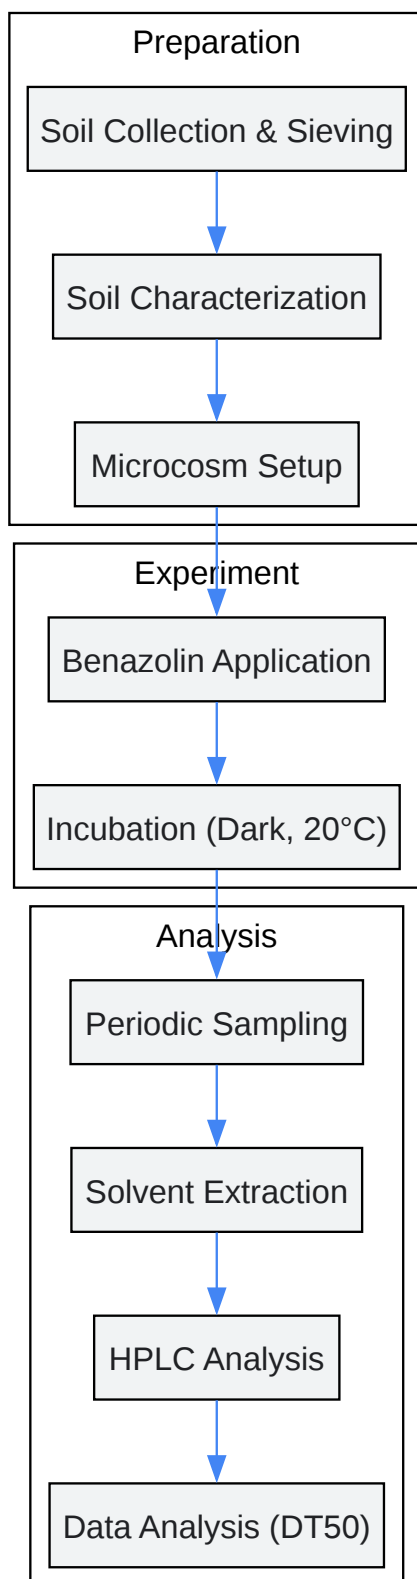 Preparation
Soil Collection & Sieving
Soil Characterization
Microcosm Setup
Experiment
Benazolin Application
Incubation (Dark, 20°C)
Analysis
Periodic Sampling
Solvent Extraction
HPLC Analysis
Data Analysis (DT50)